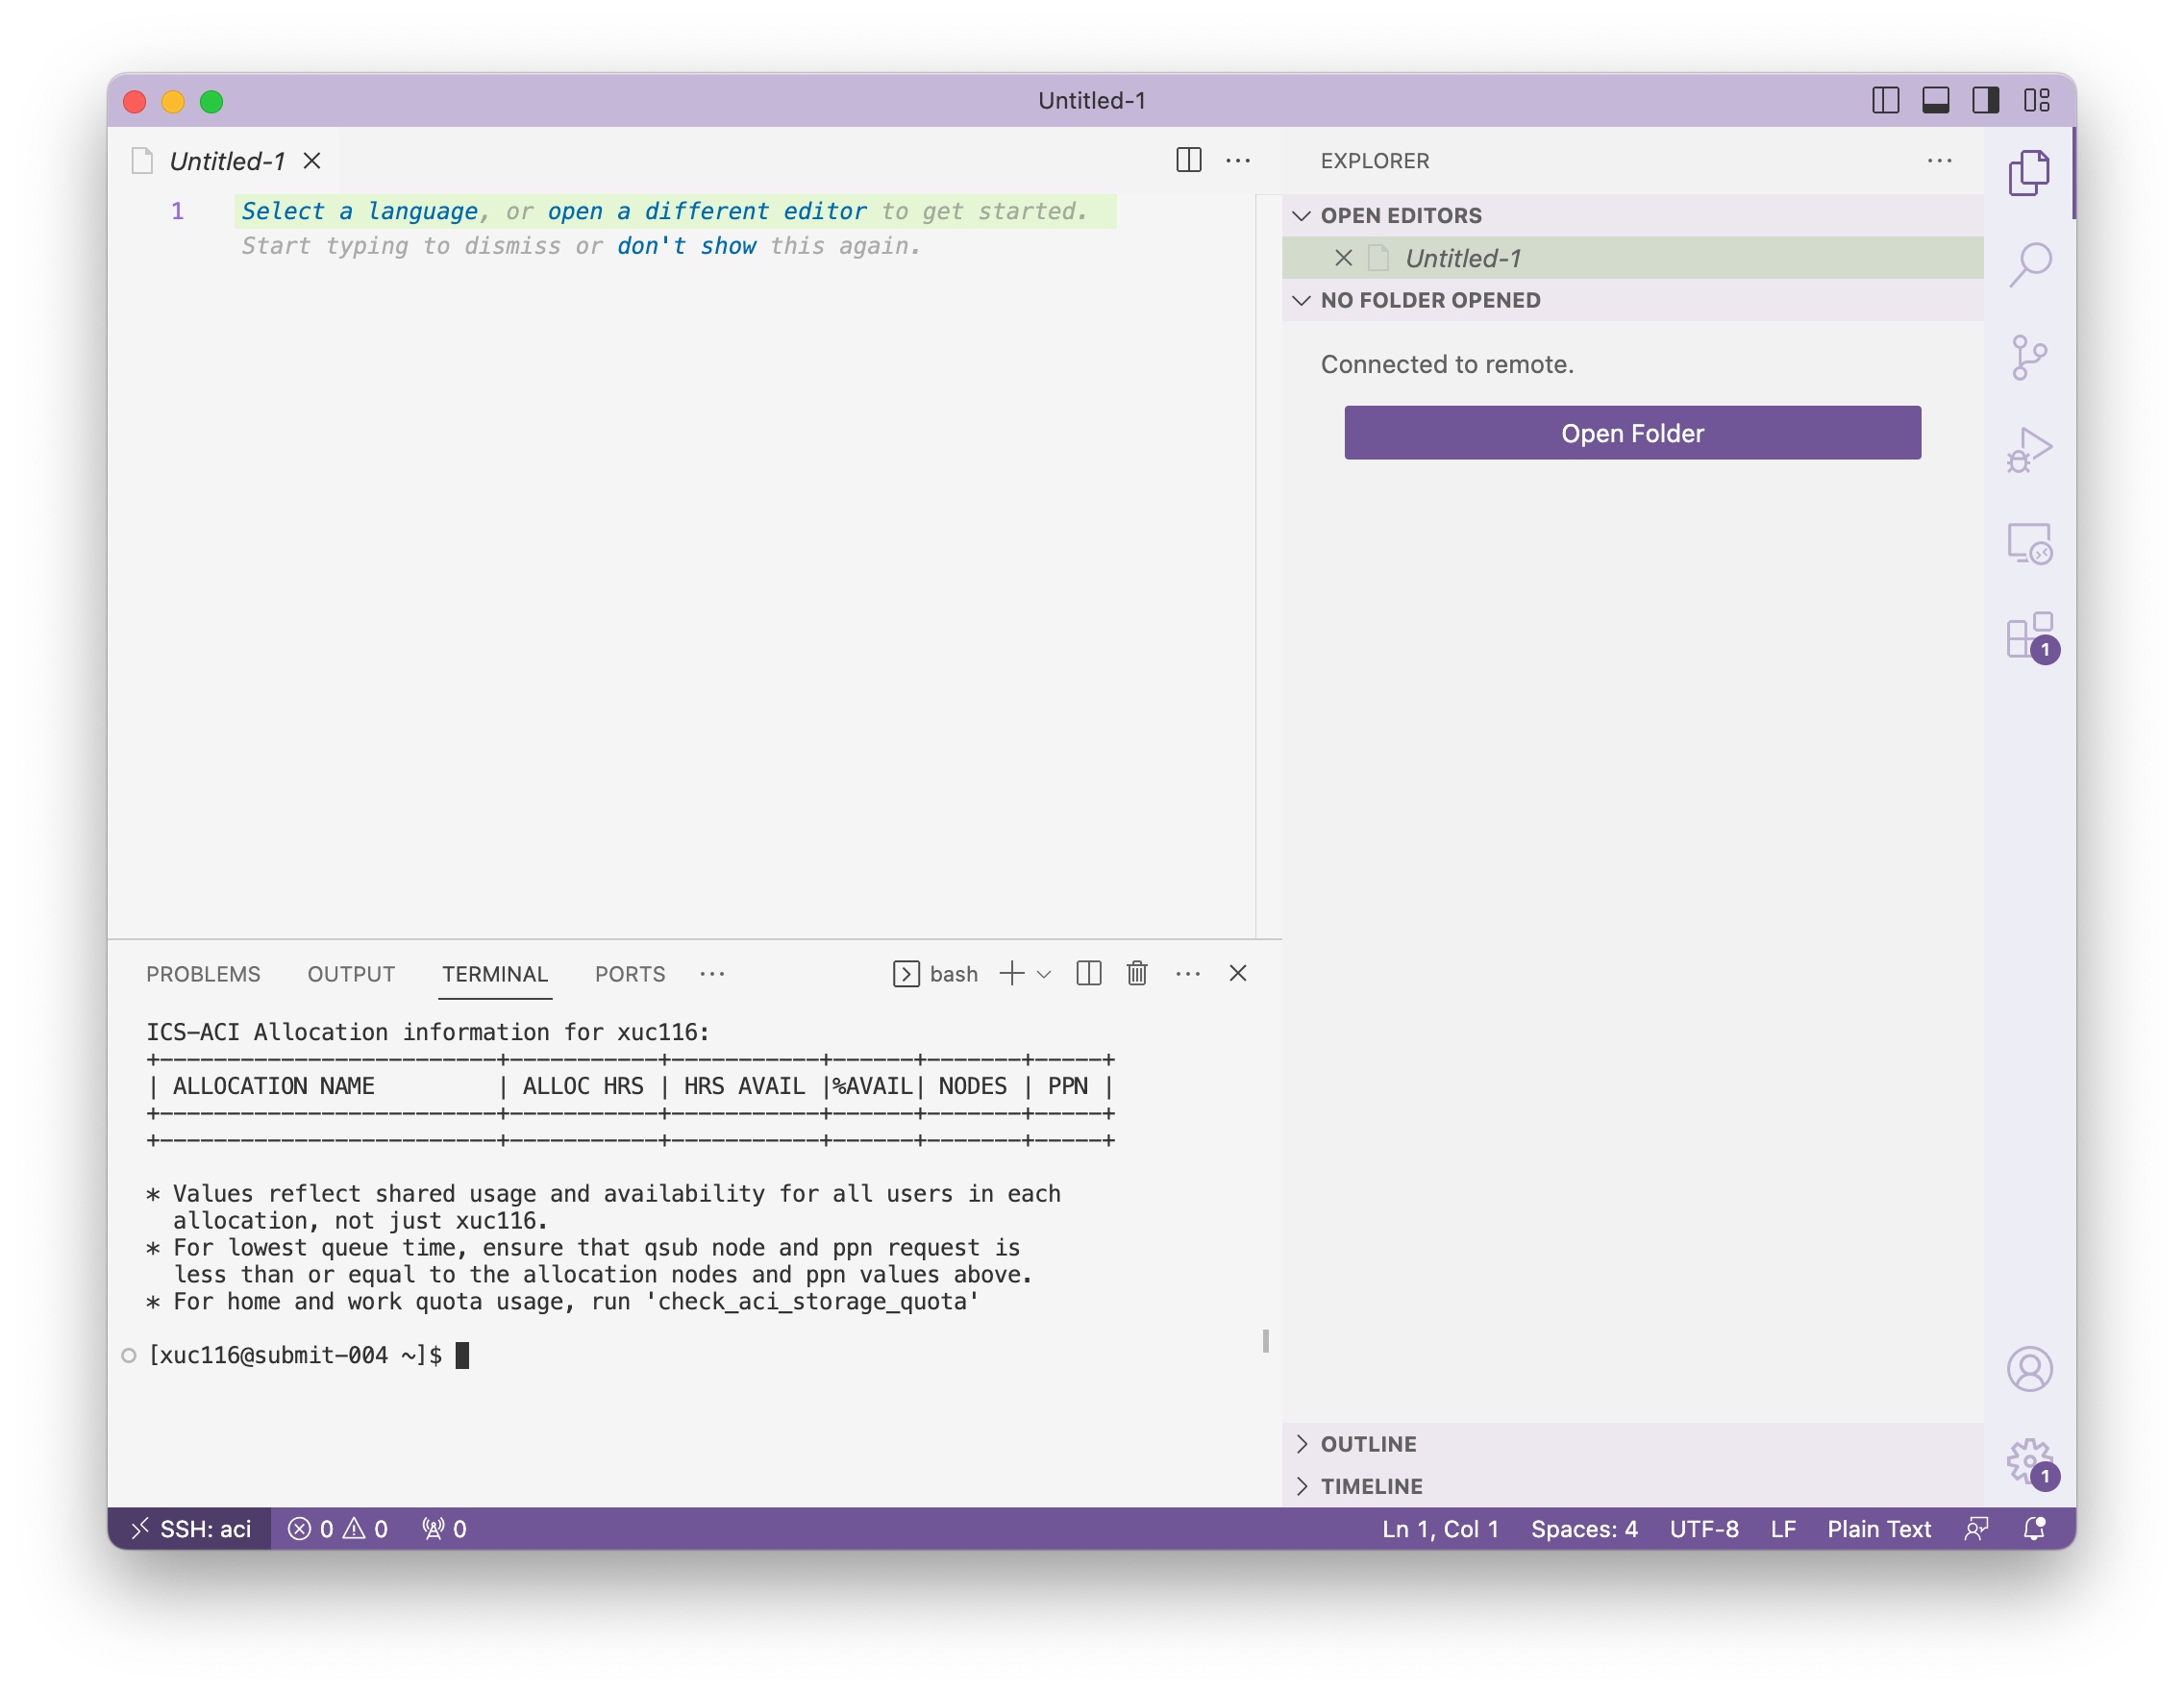 Untitled-1
Untitled-1
1 Select a language, or open a different editor to get started.
Start typing to dismiss or don't show this again.
EXPLORER
OPEN EDITORS
Untitled-1
NO FOLDER OPENED
Connected to remote.
Open Folder
1
PROBLEMS OUTPUT TERMINAL PORTS ··· bash
ICS-ACI Allocation information for xuc116:
+-------------------------+-----------+-----------+------+-------+-----+
| ALLOCATION NAME         | ALLOC HRS | HRS AVAIL |%AVAIL| NODES | PPN |
+-------------------------+-----------+-----------+------+-------+-----+
+-------------------------+-----------+-----------+------+-------+-----+
* Values reflect shared usage and availability for all users in each
allocation, not just xuc116.
* For lowest queue time, ensure that qsub node and ppn request is
less than or equal to the allocation nodes and ppn values above.
* For home and work quota usage, run 'check_aci_storage_quota'
[xuc116@submit-004 ~]$
OUTLINE
TIMELINE
1
SSH: aci 0 0 0 Ln 1, Col 1 Spaces: 4 UTF-8 LF Plain Text